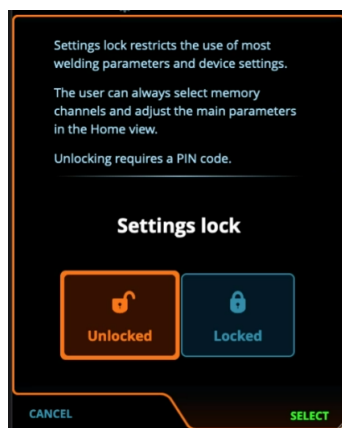 Settings lock restricts the use of most
welding parameters and device settings.
The user can always select memory
channels and adjust the main parameters
in the Home view.
Unlocking requires a PIN code.
Settings lock
Unlocked Locked
CANCEL SELECT